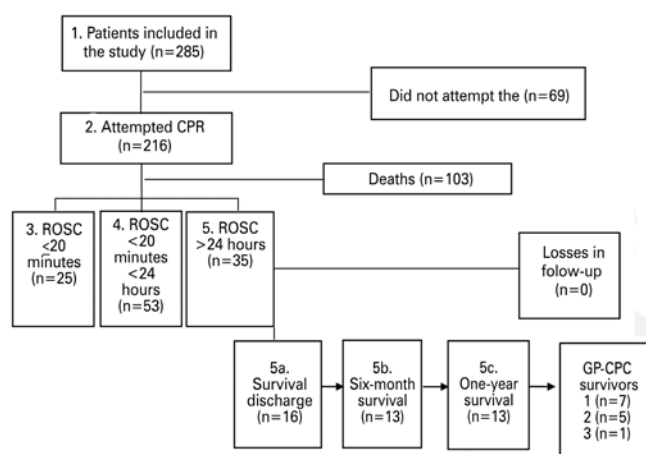 1. Patients included
in the study (n=285)
Did not attempt the (n=69)
2. Attempted CPR
(n=216)
Deaths (n=103)
3. ROSC
<20
minutes
(n=25)
4. ROSC
<20
minutes
<24
hours
(n=53)
5. ROSC
>24 hours
(n=35)
Losses in
folow-up
(n=0)
5a.
Survival
discharge
(n=16)
5b.
Six-month
survival
(n=13)
5c.
One-year
survival
(n=13)
GP-CPC
survivors
1 (n=7)
2 (n=5)
3 (n=1)